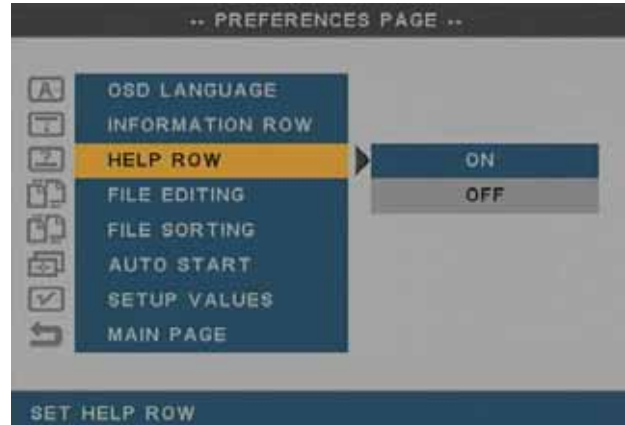 -- PREFERENCES PAGE --
OSD LANGUAGE
INFORMATION ROW
HELP ROW
ON
FILE EDITING
OFF
FILE SORTING
AUTO START
SETUP VALUES
MAIN PAGE
SET HELP ROW